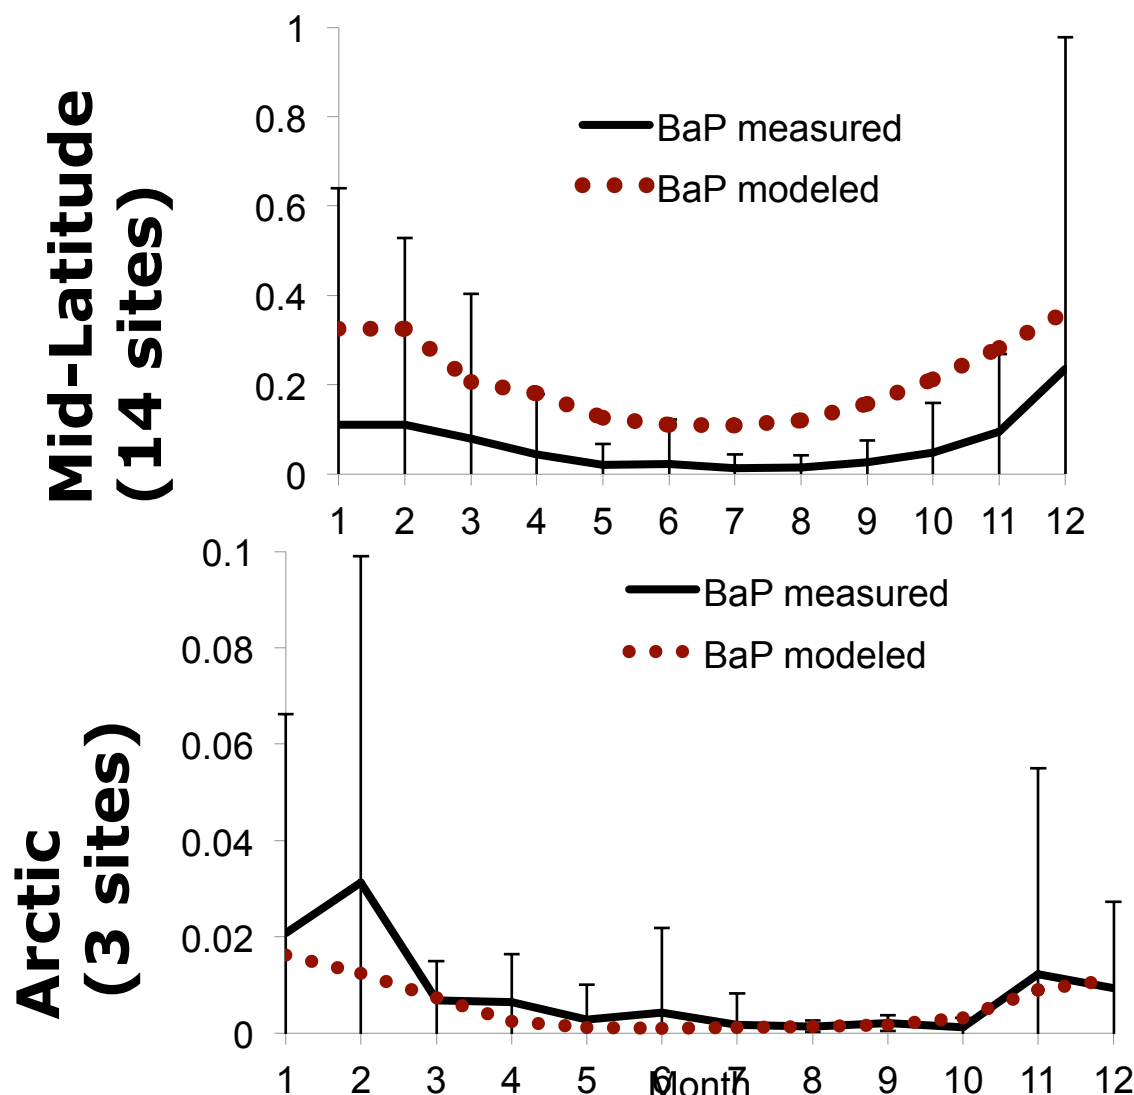 Mid-Latitude
(14 sites)
1
0.8
0.6
0.4
0.2
0
BaP measured
BaP modeled
1 2 3 4 5 6 7 8 9 10 11 12
Arctic
(3 sites)
0.1
0.08
0.06
0.04
0.02
0
BaP measured
BaP modeled
1 2 3 4 5 6 7 8 9 10 11 12
Month